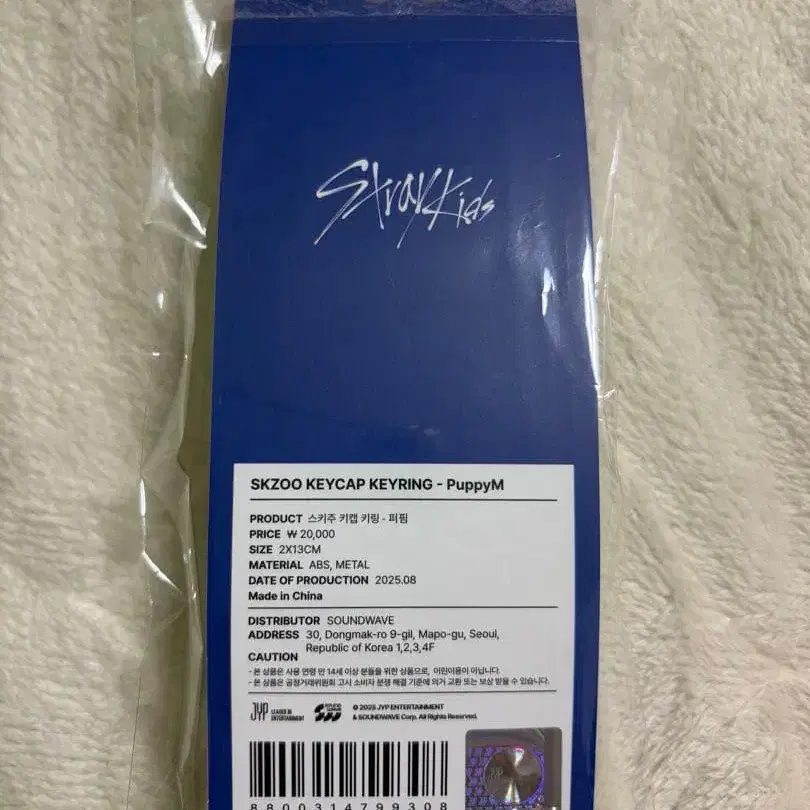 Stray Kids
SKZOO KEYCAP KEYRING - PuppyM
PRODUCT 스키주 키캡 키링 - 퍼핌
PRICE ₩ 20,000
SIZE 2X13CM
MATERIAL ABS, METAL
DATE OF PRODUCTION 2025.08
Made in China
DISTRIBUTOR SOUNDWAVE
ADDRESS 30, Dongmak-ro 9-gil, Mapo-gu, Seoul,
Republic of Korea 1,2,3,4F
CAUTION
- 본 상품은 사용 연령 만 14세 이상 분들을 위한 상품으로, 어린이용이 아닙니다.
- 본 상품은 공정거래위원회 고시 소비자 분쟁 해결 기준에 의거 교환 또는 보상 받을 수 있습니다.
JYP LEADER IN
ENTERTAINMENT
© 2025 JYP ENTERTAINMENT
& SOUNDWAVE Corp. All Rights Reserved.
JYP
8800314799308